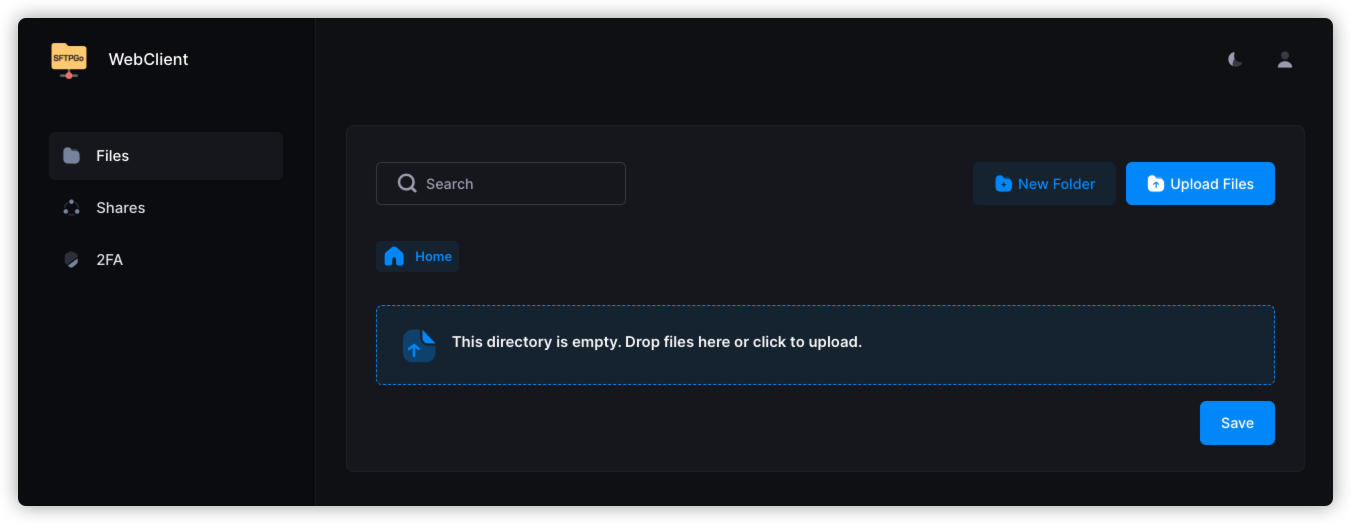 SFTPGo
WebClient
Files
Shares
2FA
Search
New Folder
Upload Files
Home
This directory is empty. Drop files here or click to upload.
Save